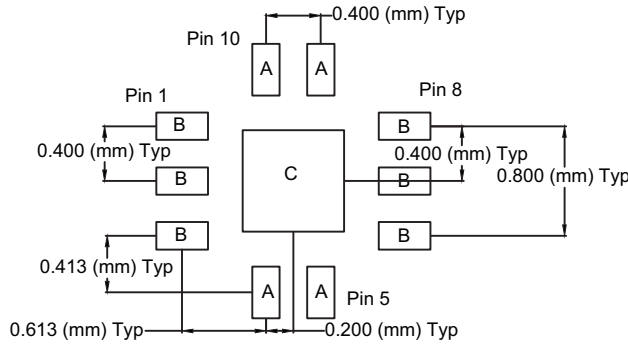 0.400 (mm) Typ
Pin 10
A A
Pin 1 Pin 8
B B
0.400 (mm) Typ 0.400 (mm) Typ
C
0.800 (mm) Typ
B B
B B
0.413 (mm) Typ
A A
Pin 5
0.613 (mm) Typ 0.200 (mm) Typ